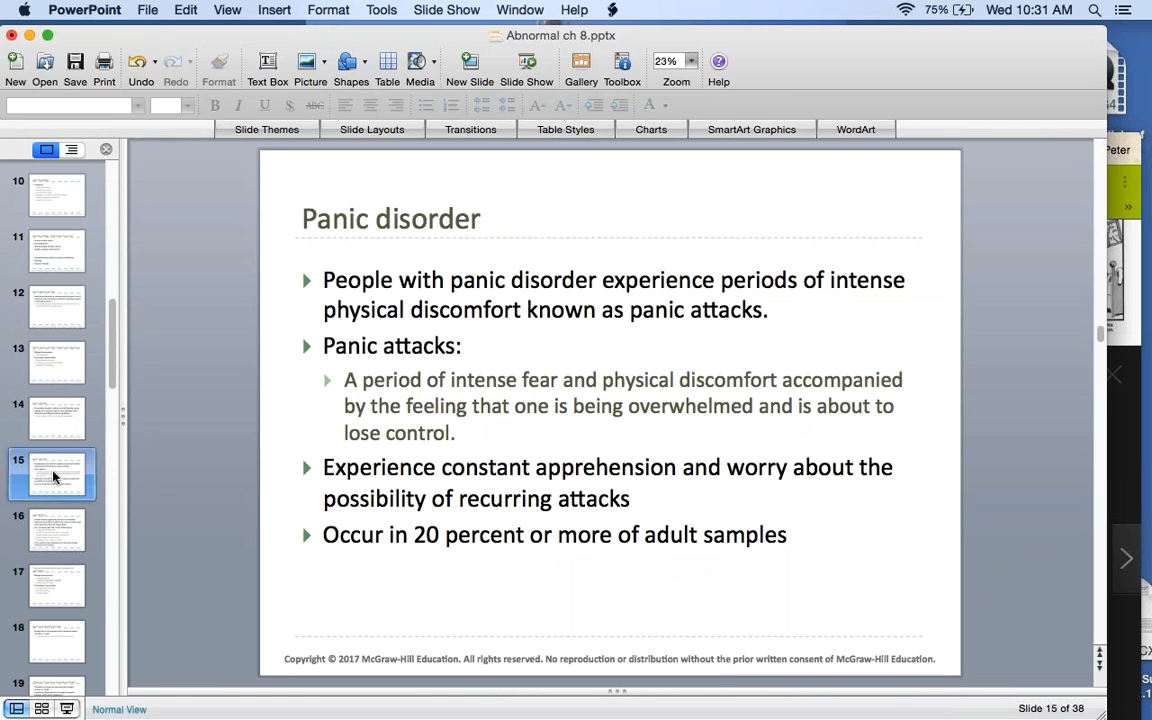 PowerPoint File Edit View Insert Format Tools Slide Show Window Help 75% Wed 10:31 AM
Abnormal ch 8.pptx
New Open Save Print Undo Redo Format Text Box Picture Shapes Table Media New Slide Slide Show Gallery Toolbox 23% Zoom Help
B I U S ABC A A A
Slide Themes Slide Layouts Transitions Table Styles Charts SmartArt Graphics WordArt
Peter
10
11
12
13
14
15
16
17
18
19
Panic disorder
People with panic disorder experience periods of intense
physical discomfort known as panic attacks.
Panic attacks:
A period of intense fear and physical discomfort accompanied
by the feeling that one is being overwhelmed and is about to
lose control.
Experience constant apprehension and worry about the
possibility of recurring attacks
Occur in 20 percent or more of adult samples
Copyright © 2017 McGraw-Hill Education. All rights reserved. No reproduction or distribution without the prior written consent of McGraw-Hill Education.
Normal View Slide 15 of 38